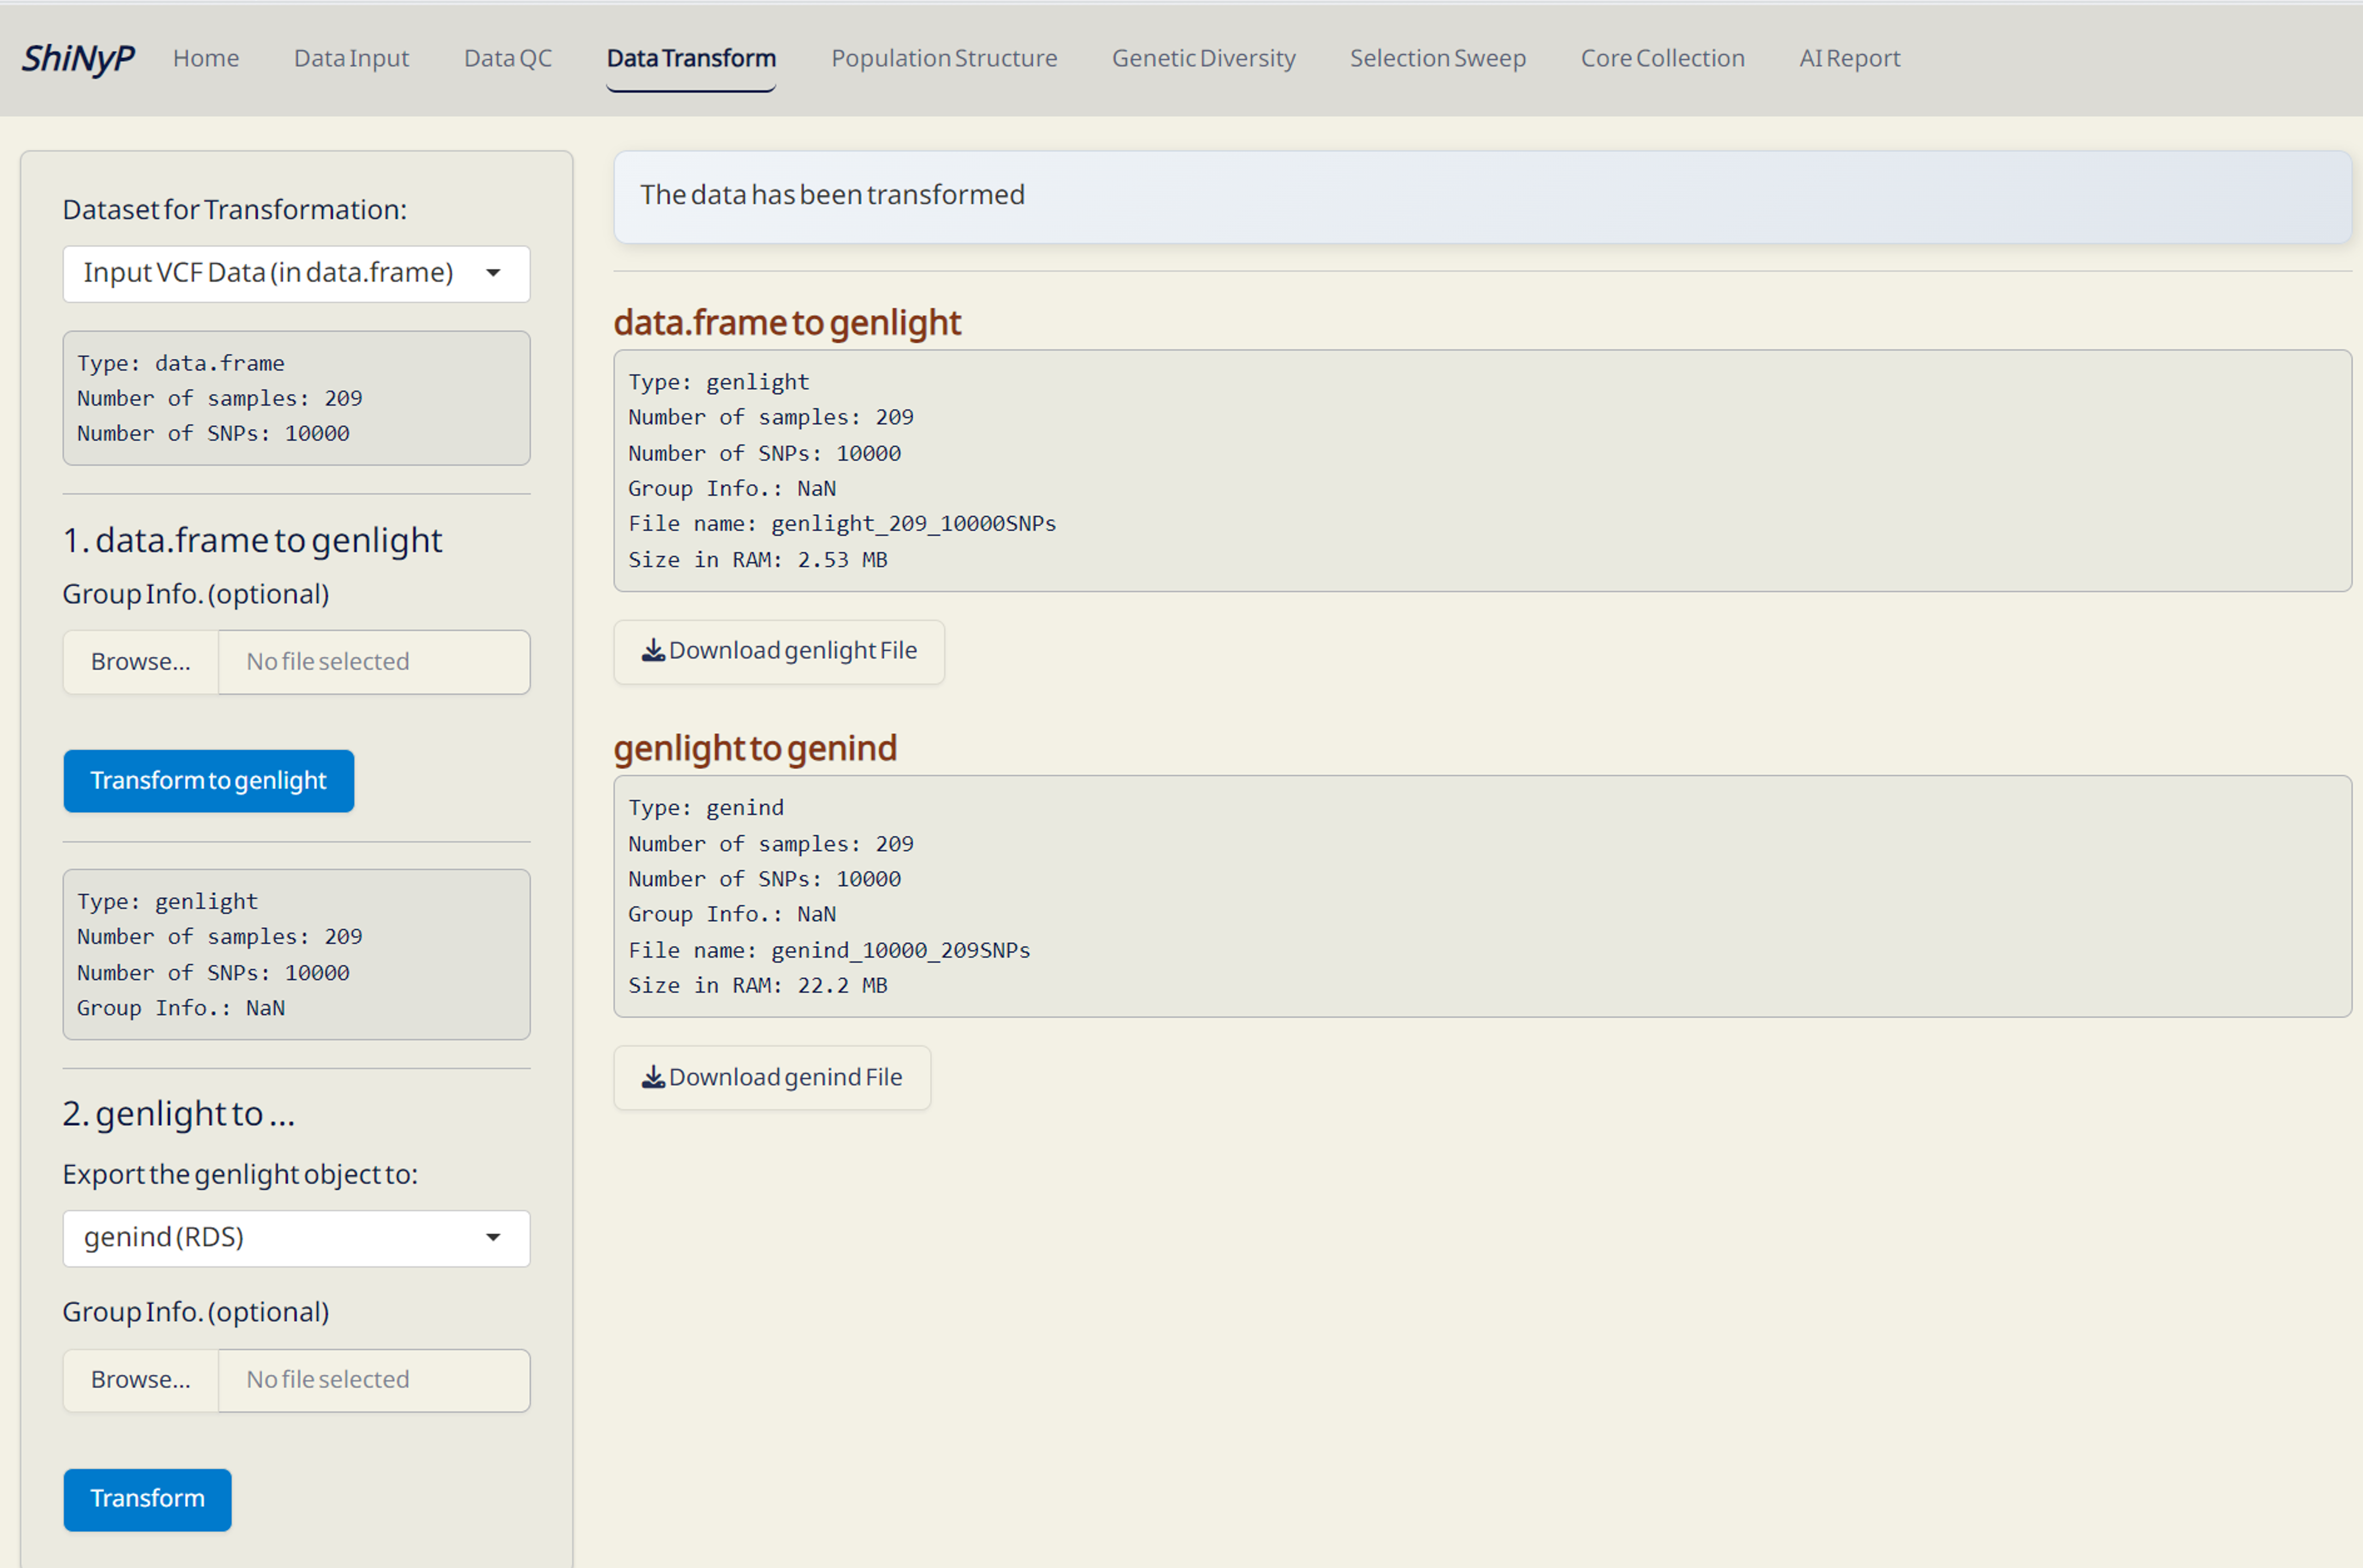 ShiNyP Home Data Input Data QC Data Transform Population Structure Genetic Diversity Selection Sweep Core Collection AI Report
Dataset for Transformation:
Input VCF Data (in data.frame)
Type: data.frame
Number of samples: 209
Number of SNPs: 10000
1. data.frame to genlight
Group Info. (optional)
Browse... No file selected
Transform to genlight
Type: genlight
Number of samples: 209
Number of SNPs: 10000
Group Info.: NaN
2. genlight to ...
Export the genlight object to:
genind (RDS)
Group Info. (optional)
Browse... No file selected
Transform
The data has been transformed
data.frame to genlight
Type: genlight
Number of samples: 209
Number of SNPs: 10000
Group Info.: NaN
File name: genlight_209_10000SNPs
Size in RAM: 2.53 MB
Download genlight File
genlight to genind
Type: genind
Number of samples: 209
Number of SNPs: 10000
Group Info.: NaN
File name: genind_10000_209SNPs
Size in RAM: 22.2 MB
Download genind File